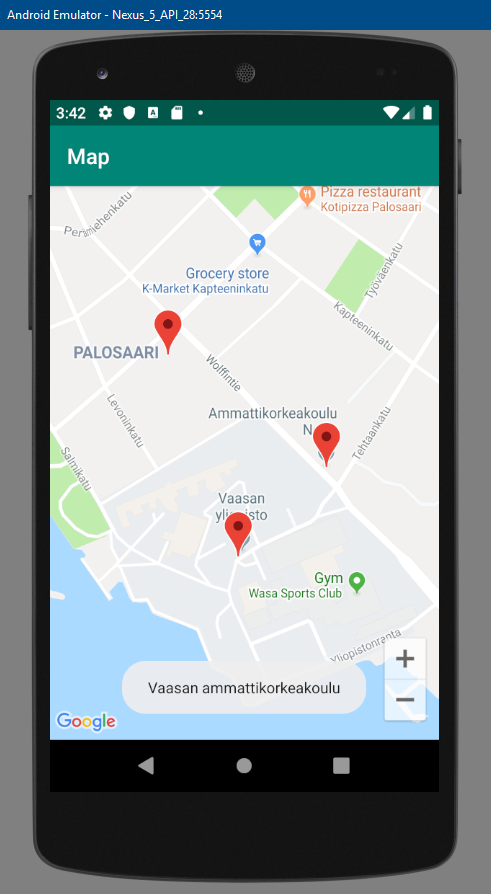 Android Emulator - Nexus_5_API_28:5554
3:42
Map
Pizza restaurant
Kotipizza Palosaari
Perämiehenkatu
Grocery store
K-Market Kapteeninkatu
Työväenkatu
Kapteeninkatu
PALOSAARI
Wolffintie
Levoninkatu
Ammattikorkeakoulu
N
Tehtaankatu
Salmikatu
Vaasan
yliopisto
Gym
Wasa Sports Club
Yliopistonranta
+
Vaasan ammattikorkeakoulu
−
Google